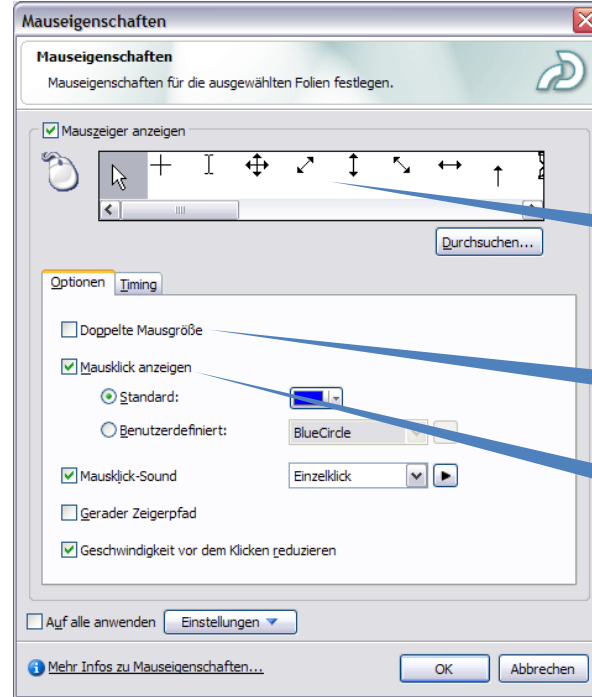 Mauseigenschaften
Mauseigenschaften
Mauseigenschaften für die ausgewählten Folien festlegen.
Mauszeiger anzeigen
Durchsuchen...
Optionen Timing
Doppelte Mausgröße
Mausklick anzeigen
Standard:
Benutzerdefiniert: BlueCircle
Mausklick-Sound Einzelklick
Gerader Zeigerpfad
Geschwindigkeit vor dem Klicken reduzieren
Auf alle anwenden Einstellungen
Mehr Infos zu Mauseigenschaften... OK Abbrechen